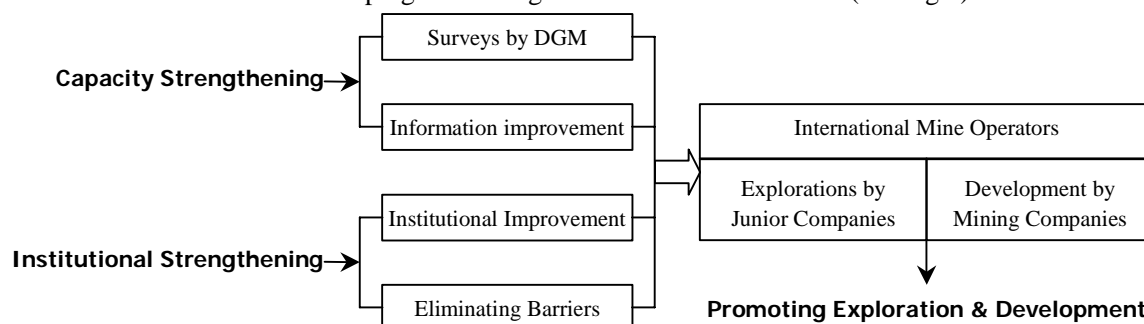 Surveys by DGM
Capacity Strengthening
Information improvement
International Mine Operators
Explorations by
Junior Companies
Development by
Mining Companies
Institutional Improvement
Institutional Strengthening
Eliminating Barriers
Promoting Exploration & Development